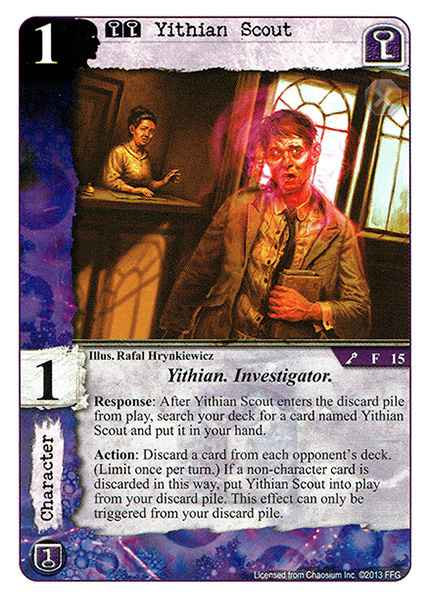 1
Yithian Scout
Illus. Rafal Hrynkiewicz
F 15
1
Yithian. Investigator.
Response: After Yithian Scout enters the discard pile
from play, search your deck for a card named Yithian
Scout and put it in your hand.
Action: Discard a card from each opponent's deck.
(Limit once per turn.) If a non-character card is
discarded in this way, put Yithian Scout into play
from your discard pile. This effect can only be
triggered from your discard pile.
Character
Licensed from Chaosium Inc. ©2013 FFG